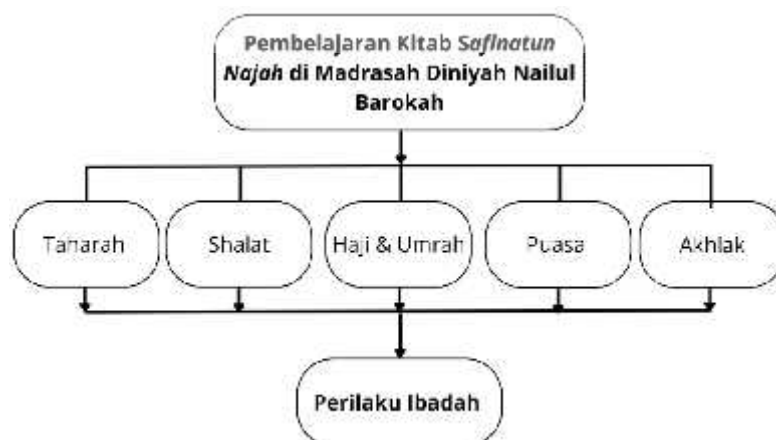 Pembelajaran Kitab Safinatun
Najah di Madrasah Diniyah Nailul
Barokah
Taharah
Shalat
Haji & Umrah
Puasa
Akhlak
Perilaku Ibadah